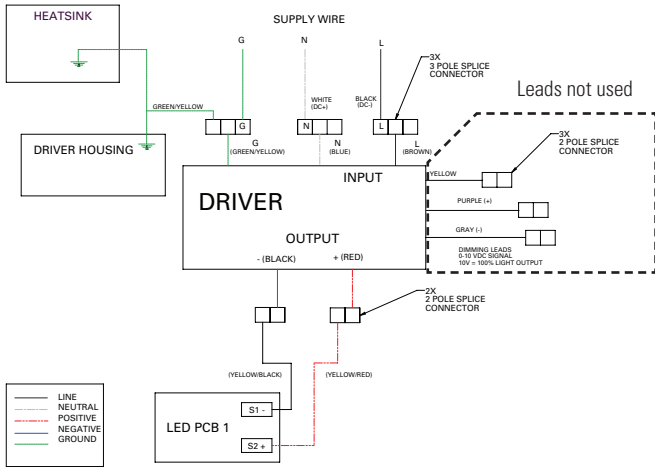 HEATSINK
SUPPLY WIRE
G
N
L
3X
3 POLE SPLICE
CONNECTOR
WHITE
(DC+)
BLACK
(DC-)
GREEN/YELLOW
G
N
L
Leads not used
DRIVER HOUSING
G
(GREEN/YELLOW)
N
(BLUE)
L
(BROWN)
3X
2 POLE SPLICE
CONNECTOR
INPUT
YELLOW
DRIVER
PURPLE (+)
OUTPUT
GRAY (-)
- (BLACK)
+ (RED)
DIMMING LEADS
0-10 VDC SIGNAL
10V = 100% LIGHT OUTPUT
2X
2 POLE SPLICE
CONNECTOR
(YELLOW/BLACK)
(YELLOW/RED)
LINE
NEUTRAL
POSITIVE
NEGATIVE
GROUND
LED PCB 1
S1 -
S2 +